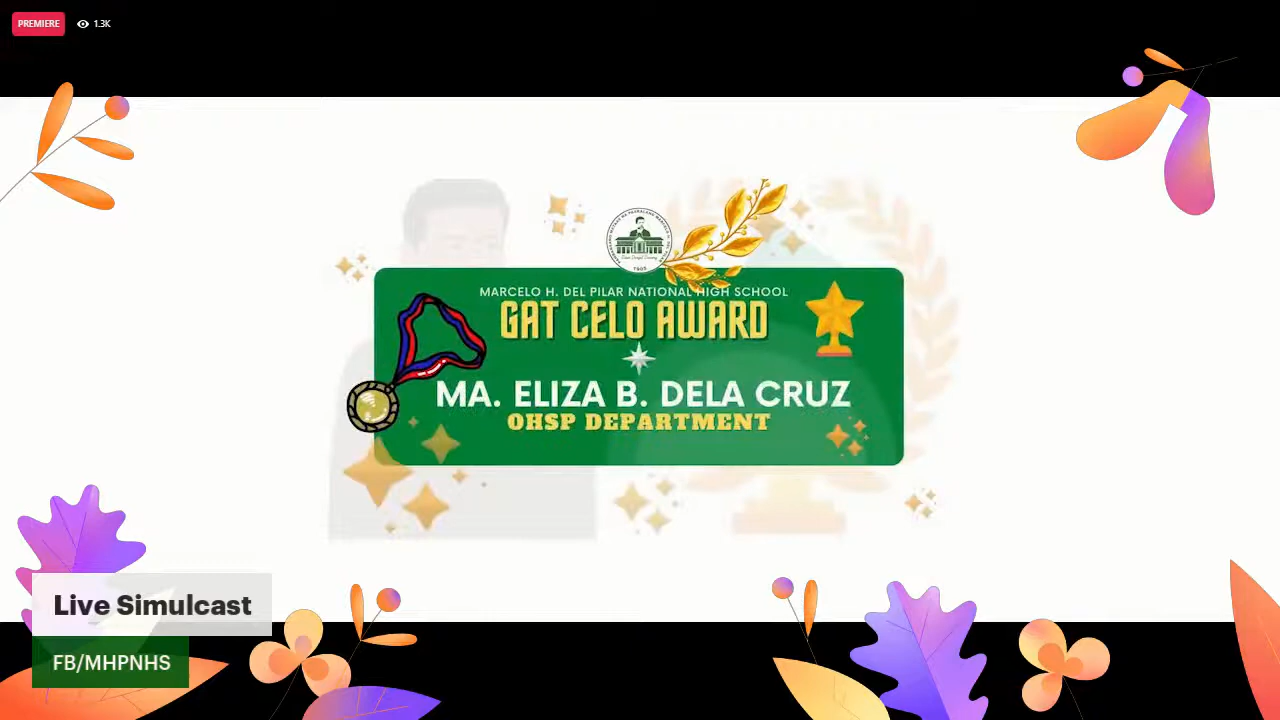 PREMIERE
1.3K
1905
MARCELO H. DEL PILAR NATIONAL HIGH SCHOOL
GAT CELO AWARD
MA. ELIZA B. DELA CRUZ
OHSP DEPARTMENT
Live Simulcast
FB/MHPNHS